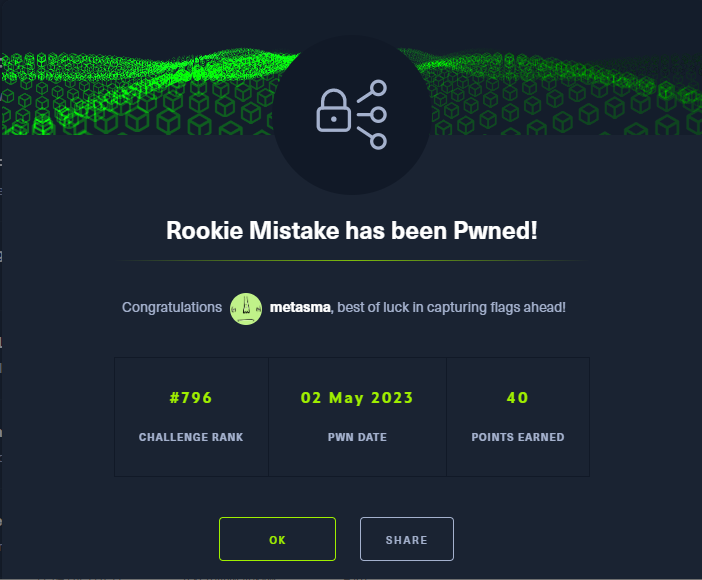 Rookie Mistake has been Pwned!
Congratulations metasma, best of luck in capturing flags ahead!
#796
02 May 2023
40
CHALLENGE RANK
PWN DATE
POINTS EARNED
OK
SHARE